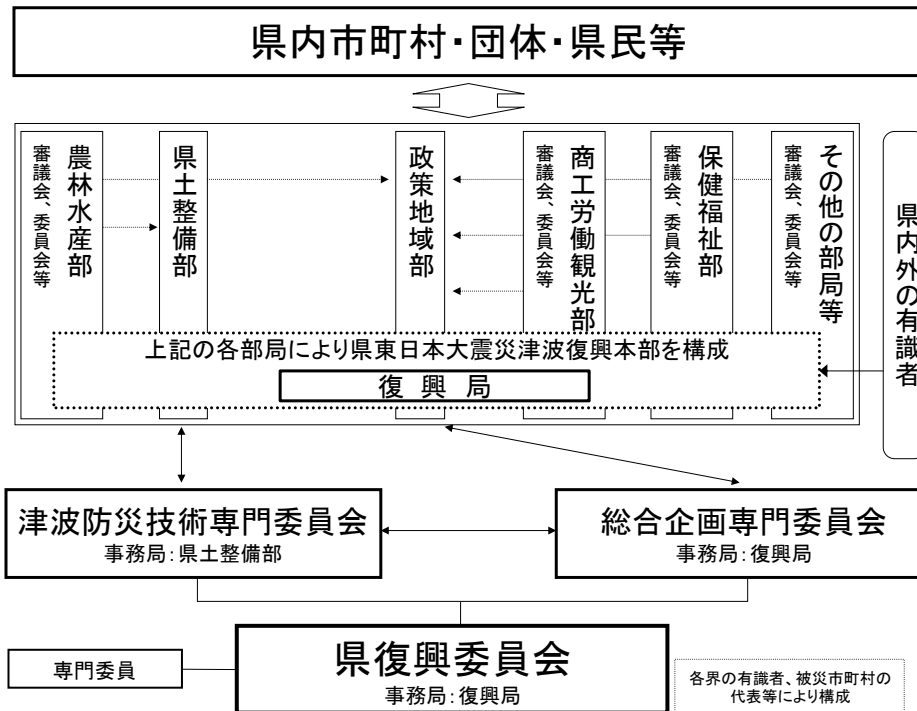 県内市町村・団体・県民等
農林水産部
審議会、委員会等
県土整備部
政策地域部
商工労働観光部
審議会、委員会等
保健福祉部
審議会、委員会等
その他の部局等
審議会、委員会等
県内外の有識者
上記の各部局により県東日本大震災津波復興本部を構成
復興局
津波防災技術専門委員会
事務局：県土整備部
総合企画専門委員会
事務局：復興局
県復興委員会
事務局：復興局
専門委員
各界の有識者、被災市町村の
代表等により構成